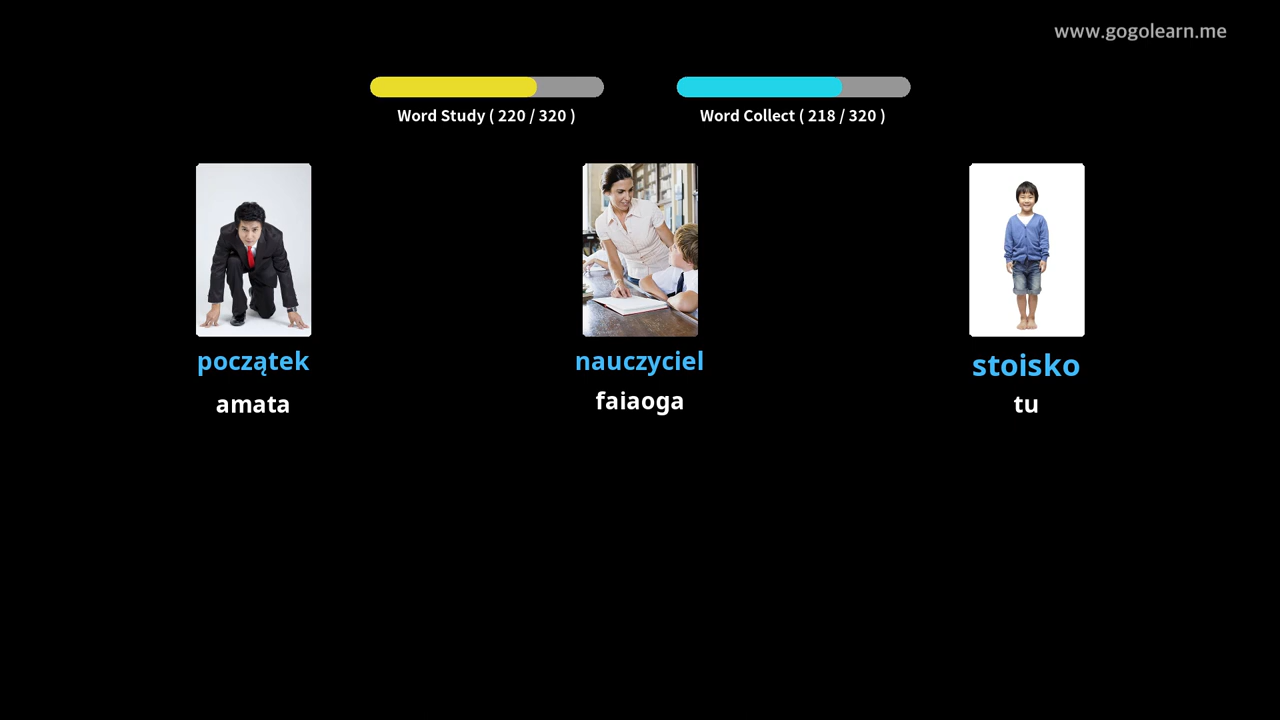 www.gogolearn.me
Word Study ( 220 / 320 )
Word Collect ( 218 / 320 )
początek
nauczyciel
stoisko
amata
faiaoga
tu